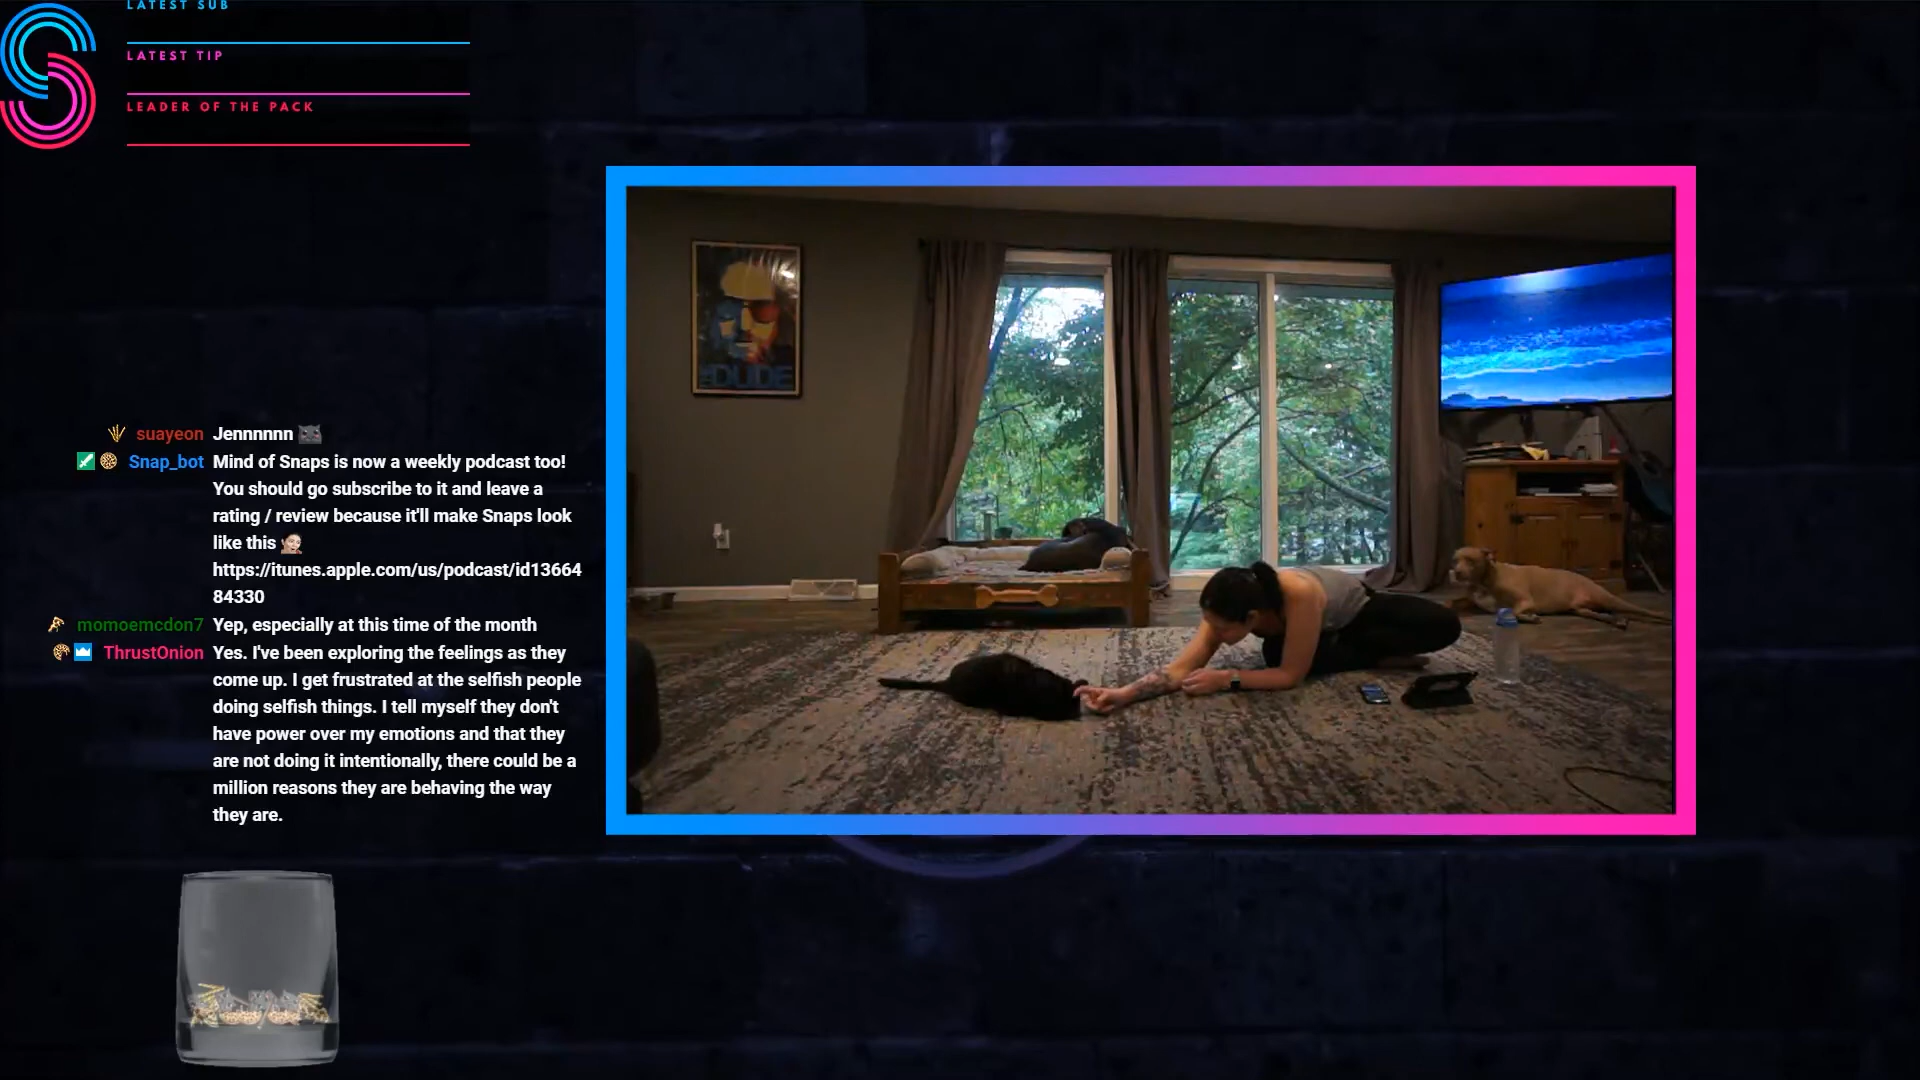 LATEST SUB
LATEST TIP
LEADER OF THE PACK
suayeon Jennnnnn
Snap_bot Mind of Snaps is now a weekly podcast too!
You should go subscribe to it and leave a
rating / review because it'll make Snaps look
like this
https://itunes.apple.com/us/podcast/id13664
84330
momoemcdon7 Yep, especially at this time of the month
ThrustOnion Yes. I've been exploring the feelings as they
come up. I get frustrated at the selfish people
doing selfish things. I tell myself they don't
have power over my emotions and that they
are not doing it intentionally, there could be a
million reasons they are behaving the way
they are.
DUDE